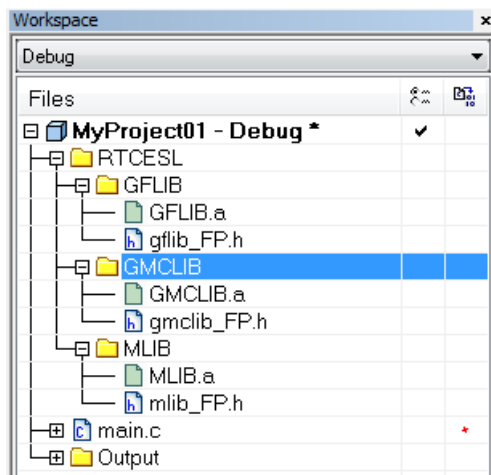 Workspace
Debug
Files
MyProject01 - Debug *
RTCESL
GFLIB
GFLIB.a
gflib_FP.h
GMCLIB
GMCLIB.a
gmclib_FP.h
MLIB
MLIB.a
mlib_FP.h
main.c
Output